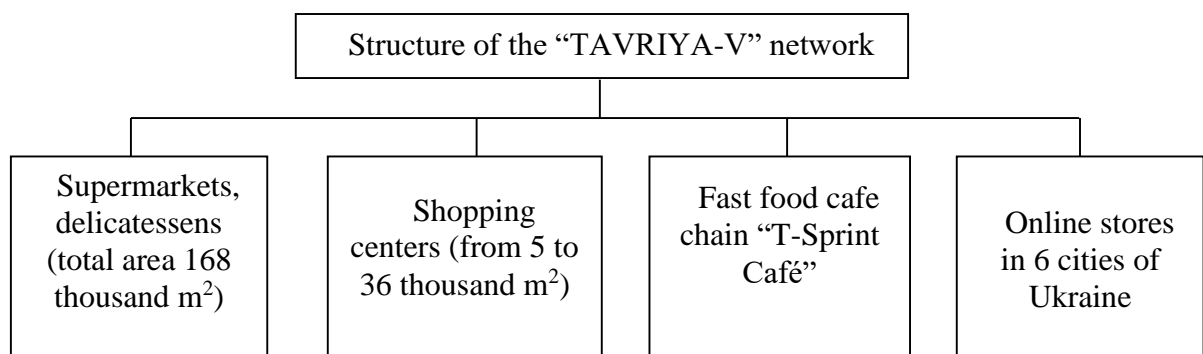 Structure of the “TAVRIYA-V” network
Supermarkets,
delicatessens
(total area 168
thousand m²)
Shopping
centers (from 5 to
36 thousand m²)
Fast food cafe
chain “T-Sprint
Café”
Online stores
in 6 cities of
Ukraine